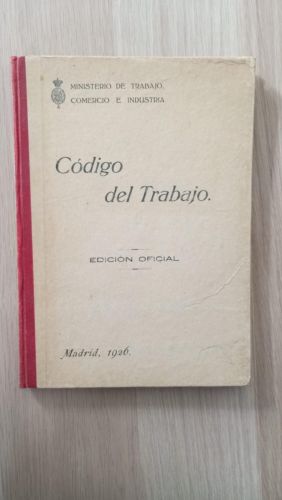 MINISTERIO DE TRABAJO,
COMERCIO E INDUSTRIA
Código
del Trabajo.
EDICIÓN OFICIAL
Madrid, 1926.